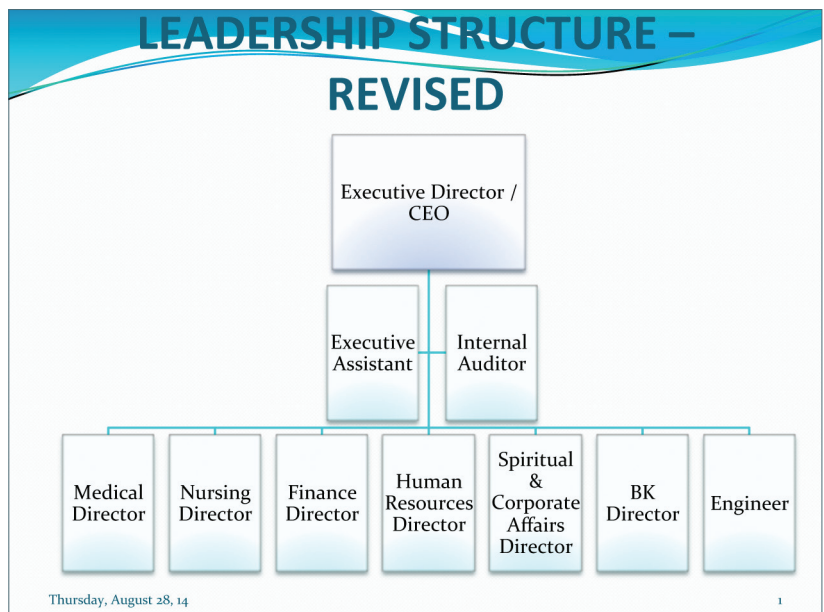 LEADERSHIP STRUCTURE –
REVISED
Executive Director /
CEO
Executive
Assistant
Internal
Auditor
Medical
Director
Nursing
Director
Finance
Director
Human
Resources
Director
Spiritual
&
Corporate
Affairs
Director
BK
Director
Engineer
Thursday, August 28, 14
1